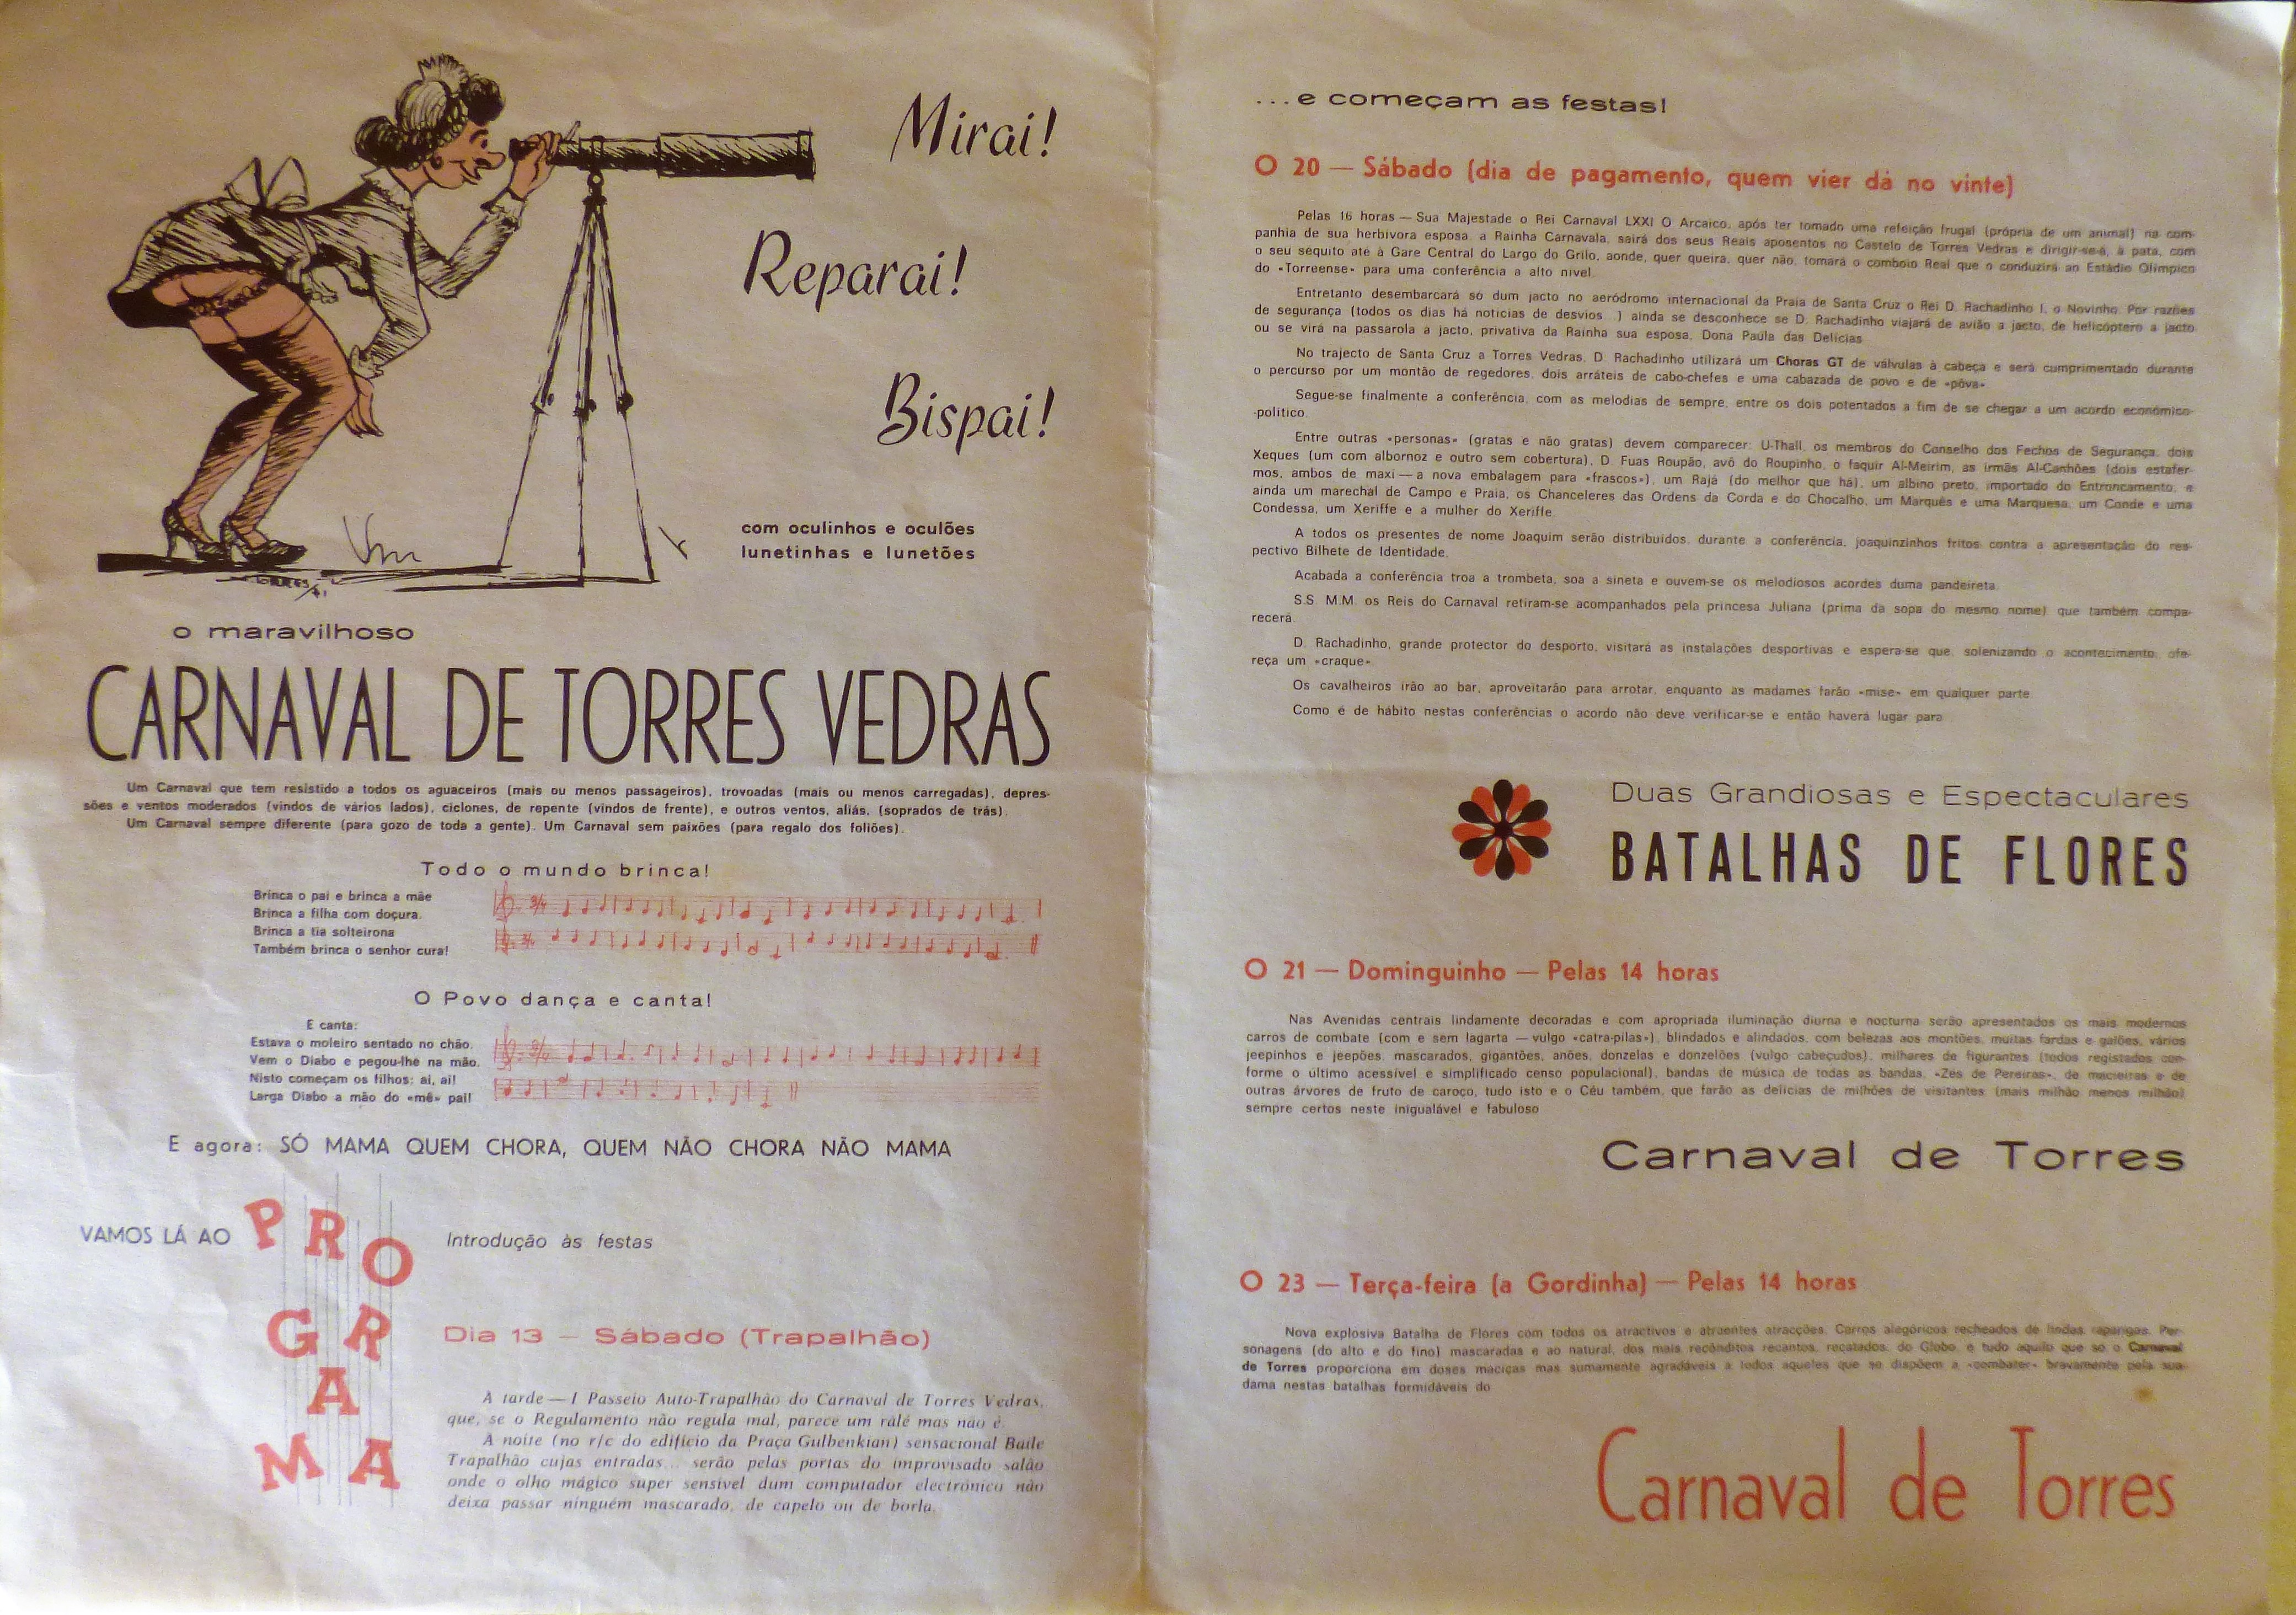 Mirai!
Reparai!
Bispai!
com oculinhos e oculões
lunetinhas e lunetões
o maravilhoso
CARNAVAL DE TORRES VEDRAS
Um Carnaval que tem resistido a todos os aguaceiros (mais ou menos passageiros), trovoadas (mais ou menos carregadas), depres-
sões e ventos moderados (vindos de vários lados), ciclones, de repente (vindos de frente), e outros ventos, aliás, (soprados de trás).
Um Carnaval sempre diferente (para gozo de toda a gente). Um Carnaval sem paixões (para regalo dos foliões).
Todo o mundo brinca!
Brinca o pai e brinca a mãe
Brinca a filha com doçura.
Brinca a tia solteirona
Também brinca o senhor cura!
O Povo dança e canta!
E canta:
Estava o moleiro sentado no chão.
Vem o Diabo e pegou-lhe na mão.
Nisto começam os filhos: ai, ai!
Larga Diabo a mão do «mê» pai!
E agora: SÓ MAMA QUEM CHORA, QUEM NÃO CHORA NÃO MAMA
VAMOS LÁ AO PROGRAMA
Introdução às festas
Dia 13 — Sábado (Trapalhão)
À tarde — I Passeio Auto-Trapalhão do Carnaval de Torres Vedras,
que, se o Regulamento não regula mal, parece um ralé mas não é.
À noite (no r/c do edifício da Praça Gulbenkian) sensacional Baile
Trapalhão cujas entradas... serão pelas portas do improvisado salão
onde o olho mágico super sensível dum computador electrónico não
deixa passar ninguém mascarado, de capelo ou de borla.
...e começam as festas!
O 20 — Sábado (dia de pagamento, quem vier dá no vinte)
Pelas 16 horas — Sua Majestade o Rei Carnaval LXXI O Arcaico, após ter tomado uma refeição frugal (própria de um animal) na com-
panhia de sua herbívora esposa, a Rainha Carnavala, sairá dos seus Reais aposentos no Castelo de Torres Vedras e dirigir-se-á, à pata, com
o seu séquito até à Gare Central do Largo do Grilo, aonde, quer queira, quer não, tomará o comboio Real que o conduzirá ao Estádio Olímpico
do «Torreense» para uma conferência a alto nível.
Entretanto desembarcará só dum jacto no aeródromo internacional da Praia de Santa Cruz o Rei D. Rachadinho I, o Novinho. Por razões
de segurança (todos os dias há notícias de desvios...) ainda se desconhece se D. Rachadinho viajará de avião a jacto, de helicóptero a jacto
ou se virá na passarola a jacto, privativa da Rainha sua esposa, Dona Paula das Delícias.
No trajecto de Santa Cruz a Torres Vedras, D. Rachadinho utilizará um Choras GT de válvulas à cabeça e será cumprimentado durante
o percurso por um montão de regedores, dois arráteis de cabo-chefes e uma cabazada de povo e de «pôva».
Segue-se finalmente a conferência, com as melodias de sempre, entre os dois potentados a fim de se chegar a um acordo económico-
-político.
Entre outras «personas» (gratas e não gratas) devem comparecer: U-Thall, os membros do Conselho dos Fechos de Segurança, dois
Xeques (um com albornoz e outro sem cobertura), D. Fuas Roupão, avô do Roupinho, o faquir Al-Meirim, as irmãs Al-Canhões (dois estafer-
mos, ambos de maxi — a nova embalagem para «frascos»), um Rajá (do melhor que há), um albino preto, importado do Entroncamento, e
ainda um marechal de Campo e Praia, os Chanceleres das Ordens da Corda e do Chocalho, um Marquês e uma Marquesa, um Conde e uma
Condessa, um Xeriffe e a mulher do Xeriffe.
A todos os presentes de nome Joaquim serão distribuídos, durante a conferência, joaquinzinhos fritos contra a apresentação do res-
pectivo Bilhete de Identidade.
Acabada a conferência troa a trombeta, soa a sineta e ouvem-se os melodiosos acordes duma pandeireta.
S.S. M.M. os Reis do Carnaval retiram-se acompanhados pela princesa Juliana (prima da sopa do mesmo nome) que também compa-
recerá.
D. Rachadinho, grande protector do desporto, visitará as instalações desportivas e espera-se que, solenizando o acontecimento, ofe-
reça um «craque».
Os cavalheiros irão ao bar, aproveitarão para arrotar, enquanto as madames farão «mise» em qualquer parte.
Como é de hábito nestas conferências o acordo não deve verificar-se e então haverá lugar para
Duas Grandiosas e Espectaculares
BATALHAS DE FLORES
O 21 — Dominguinho — Pelas 14 horas
Nas Avenidas centrais lindamente decoradas e com apropriada iluminação diurna e nocturna serão apresentados os mais modernos
carros de combate (com e sem lagarta — vulgo «catra-pilas»), blindados e alindados, com belezas aos montões, muitas fardas e galões, vários
jeepinhos e jeepões, mascarados, gigantões, anões, donzelas e donzelões (vulgo cabeçudos), milhares de figurantes (todos registados con-
forme o último acessível e simplificado censo populacional), bandas de música de todas as bandas, «Zés de Pereiras», de macieiras e de
outras árvores de fruto de caroço, tudo isto e o Céu também, que farão as delícias de milhões de visitantes (mais milhão menos milhão)
sempre certos neste inigualável e fabuloso
Carnaval de Torres
O 23 — Terça-feira (a Gordinha) — Pelas 14 horas
Nova explosiva Batalha de Flores com todos os atractivos e atraentes atracções. Carros alegóricos recheados de lindas raparigas. Per-
sonagens (do alto e do fino) mascaradas e ao natural, dos mais recônditos recantos, recatados, do Globo, e tudo aquilo que só o Carnaval
de Torres proporciona em doses maciças mas sumamente agradáveis a todos aqueles que se dispõem a «combater» bravamente pela sua
dama nestas batalhas formidáveis do
Carnaval de Torres